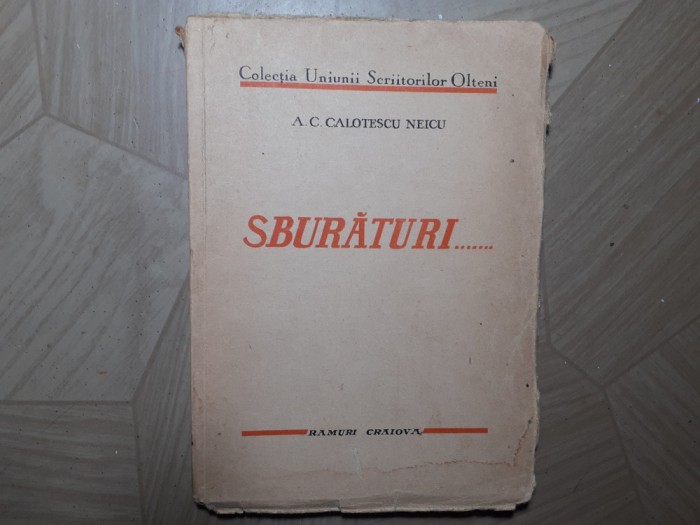 Colecția Uniunii Scriitorilor Olteni
A. C. CALOTESCU NEICU
SBURĂTURI.......
RAMURI CRAIOVA